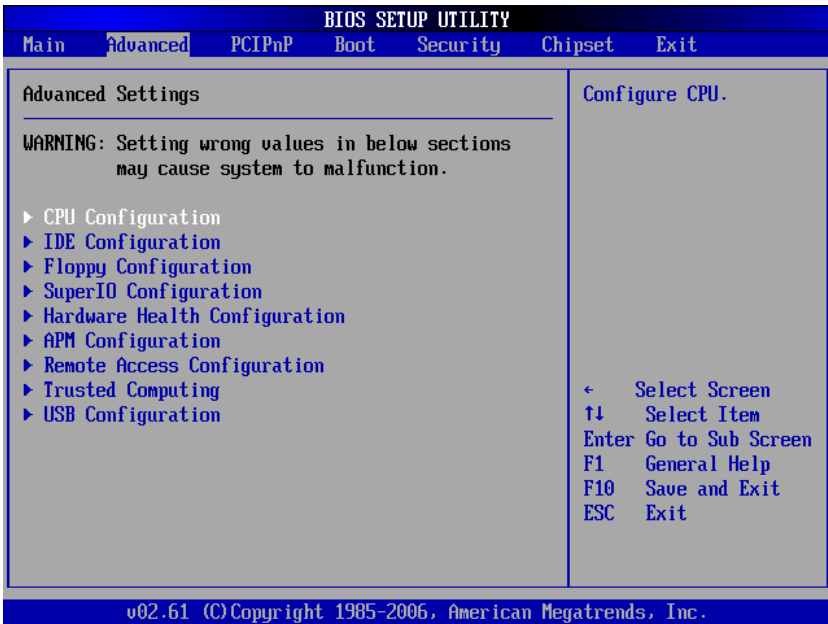 BIOS SETUP UTILITY
Main Advanced PCIPnP Boot Security Chipset Exit
Advanced Settings
WARNING: Setting wrong values in below sections
may cause system to malfunction.
▶ CPU Configuration
▶ IDE Configuration
▶ Floppy Configuration
▶ SuperIO Configuration
▶ Hardware Health Configuration
▶ APM Configuration
▶ Remote Access Configuration
▶ Trusted Computing
▶ USB Configuration
Configure CPU.
← Select Screen
↑↓ Select Item
Enter Go to Sub Screen
F1 General Help
F10 Save and Exit
ESC Exit
v02.61 (C)Copyright 1985-2006, American Megatrends, Inc.